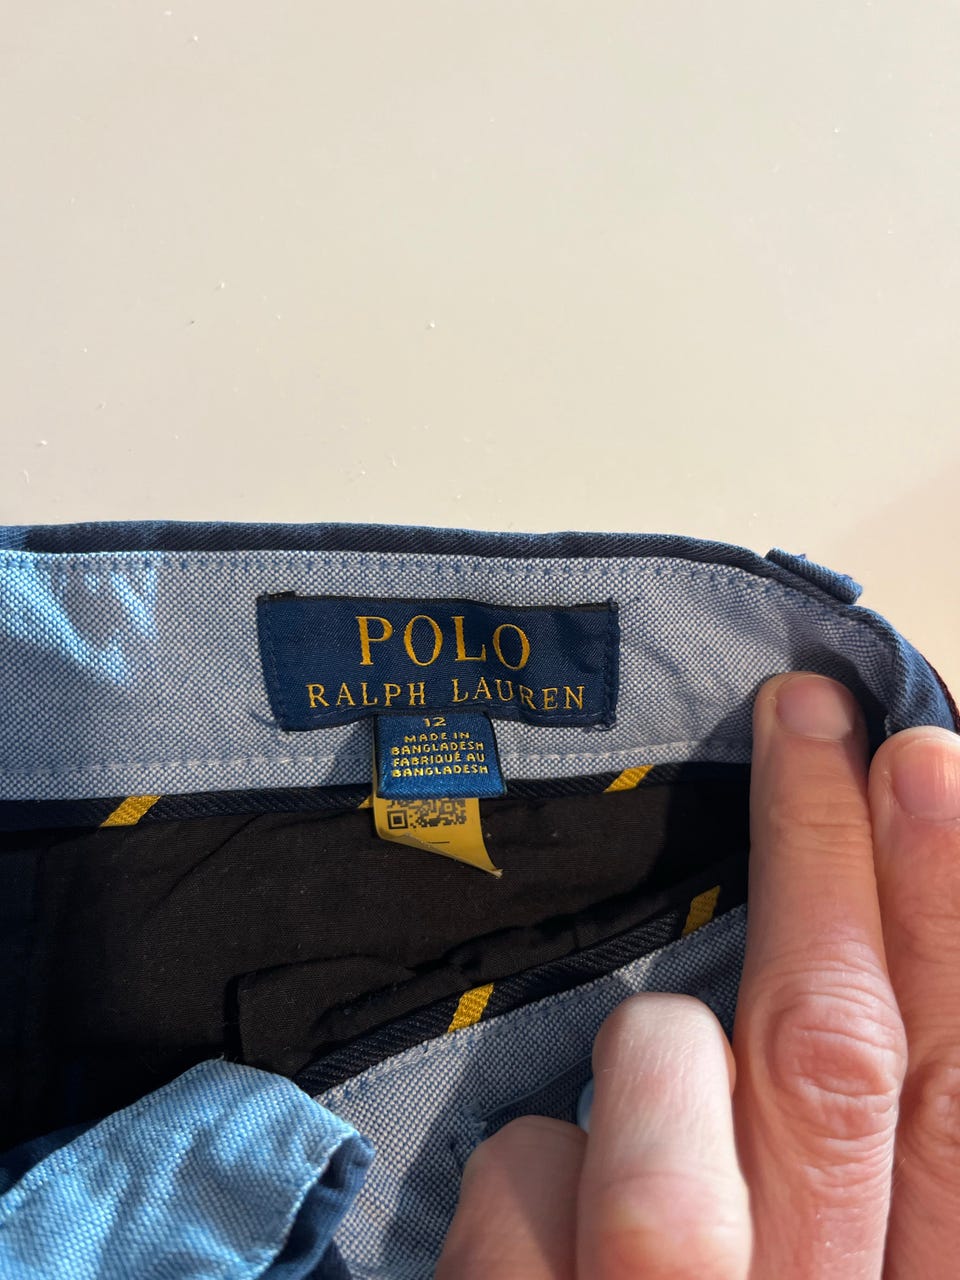 POLO
RALPH LAUREN
12
MADE IN
BANGLADESH
FABRIQUÉ AU
BANGLADESH